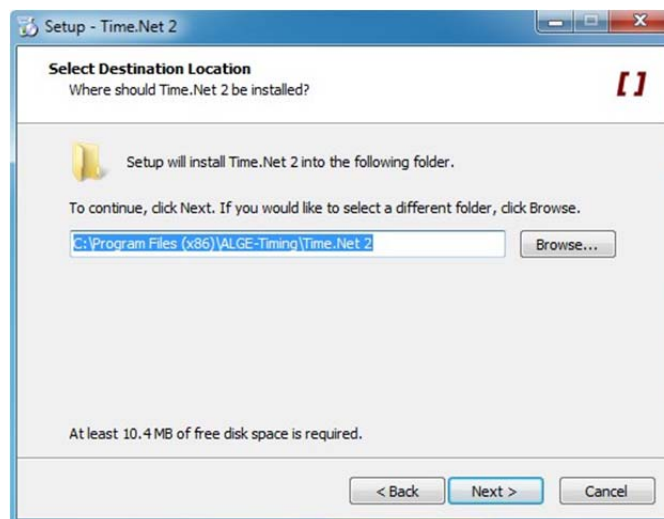 Setup - Time.Net 2
Select Destination Location
Where should Time.Net 2 be installed?
[ ]
Setup will install Time.Net 2 into the following folder.
To continue, click Next. If you would like to select a different folder, click Browse.
C:\Program Files (x86)\ALGE-Timing\Time.Net 2
Browse...
At least 10.4 MB of free disk space is required.
< Back
Next >
Cancel